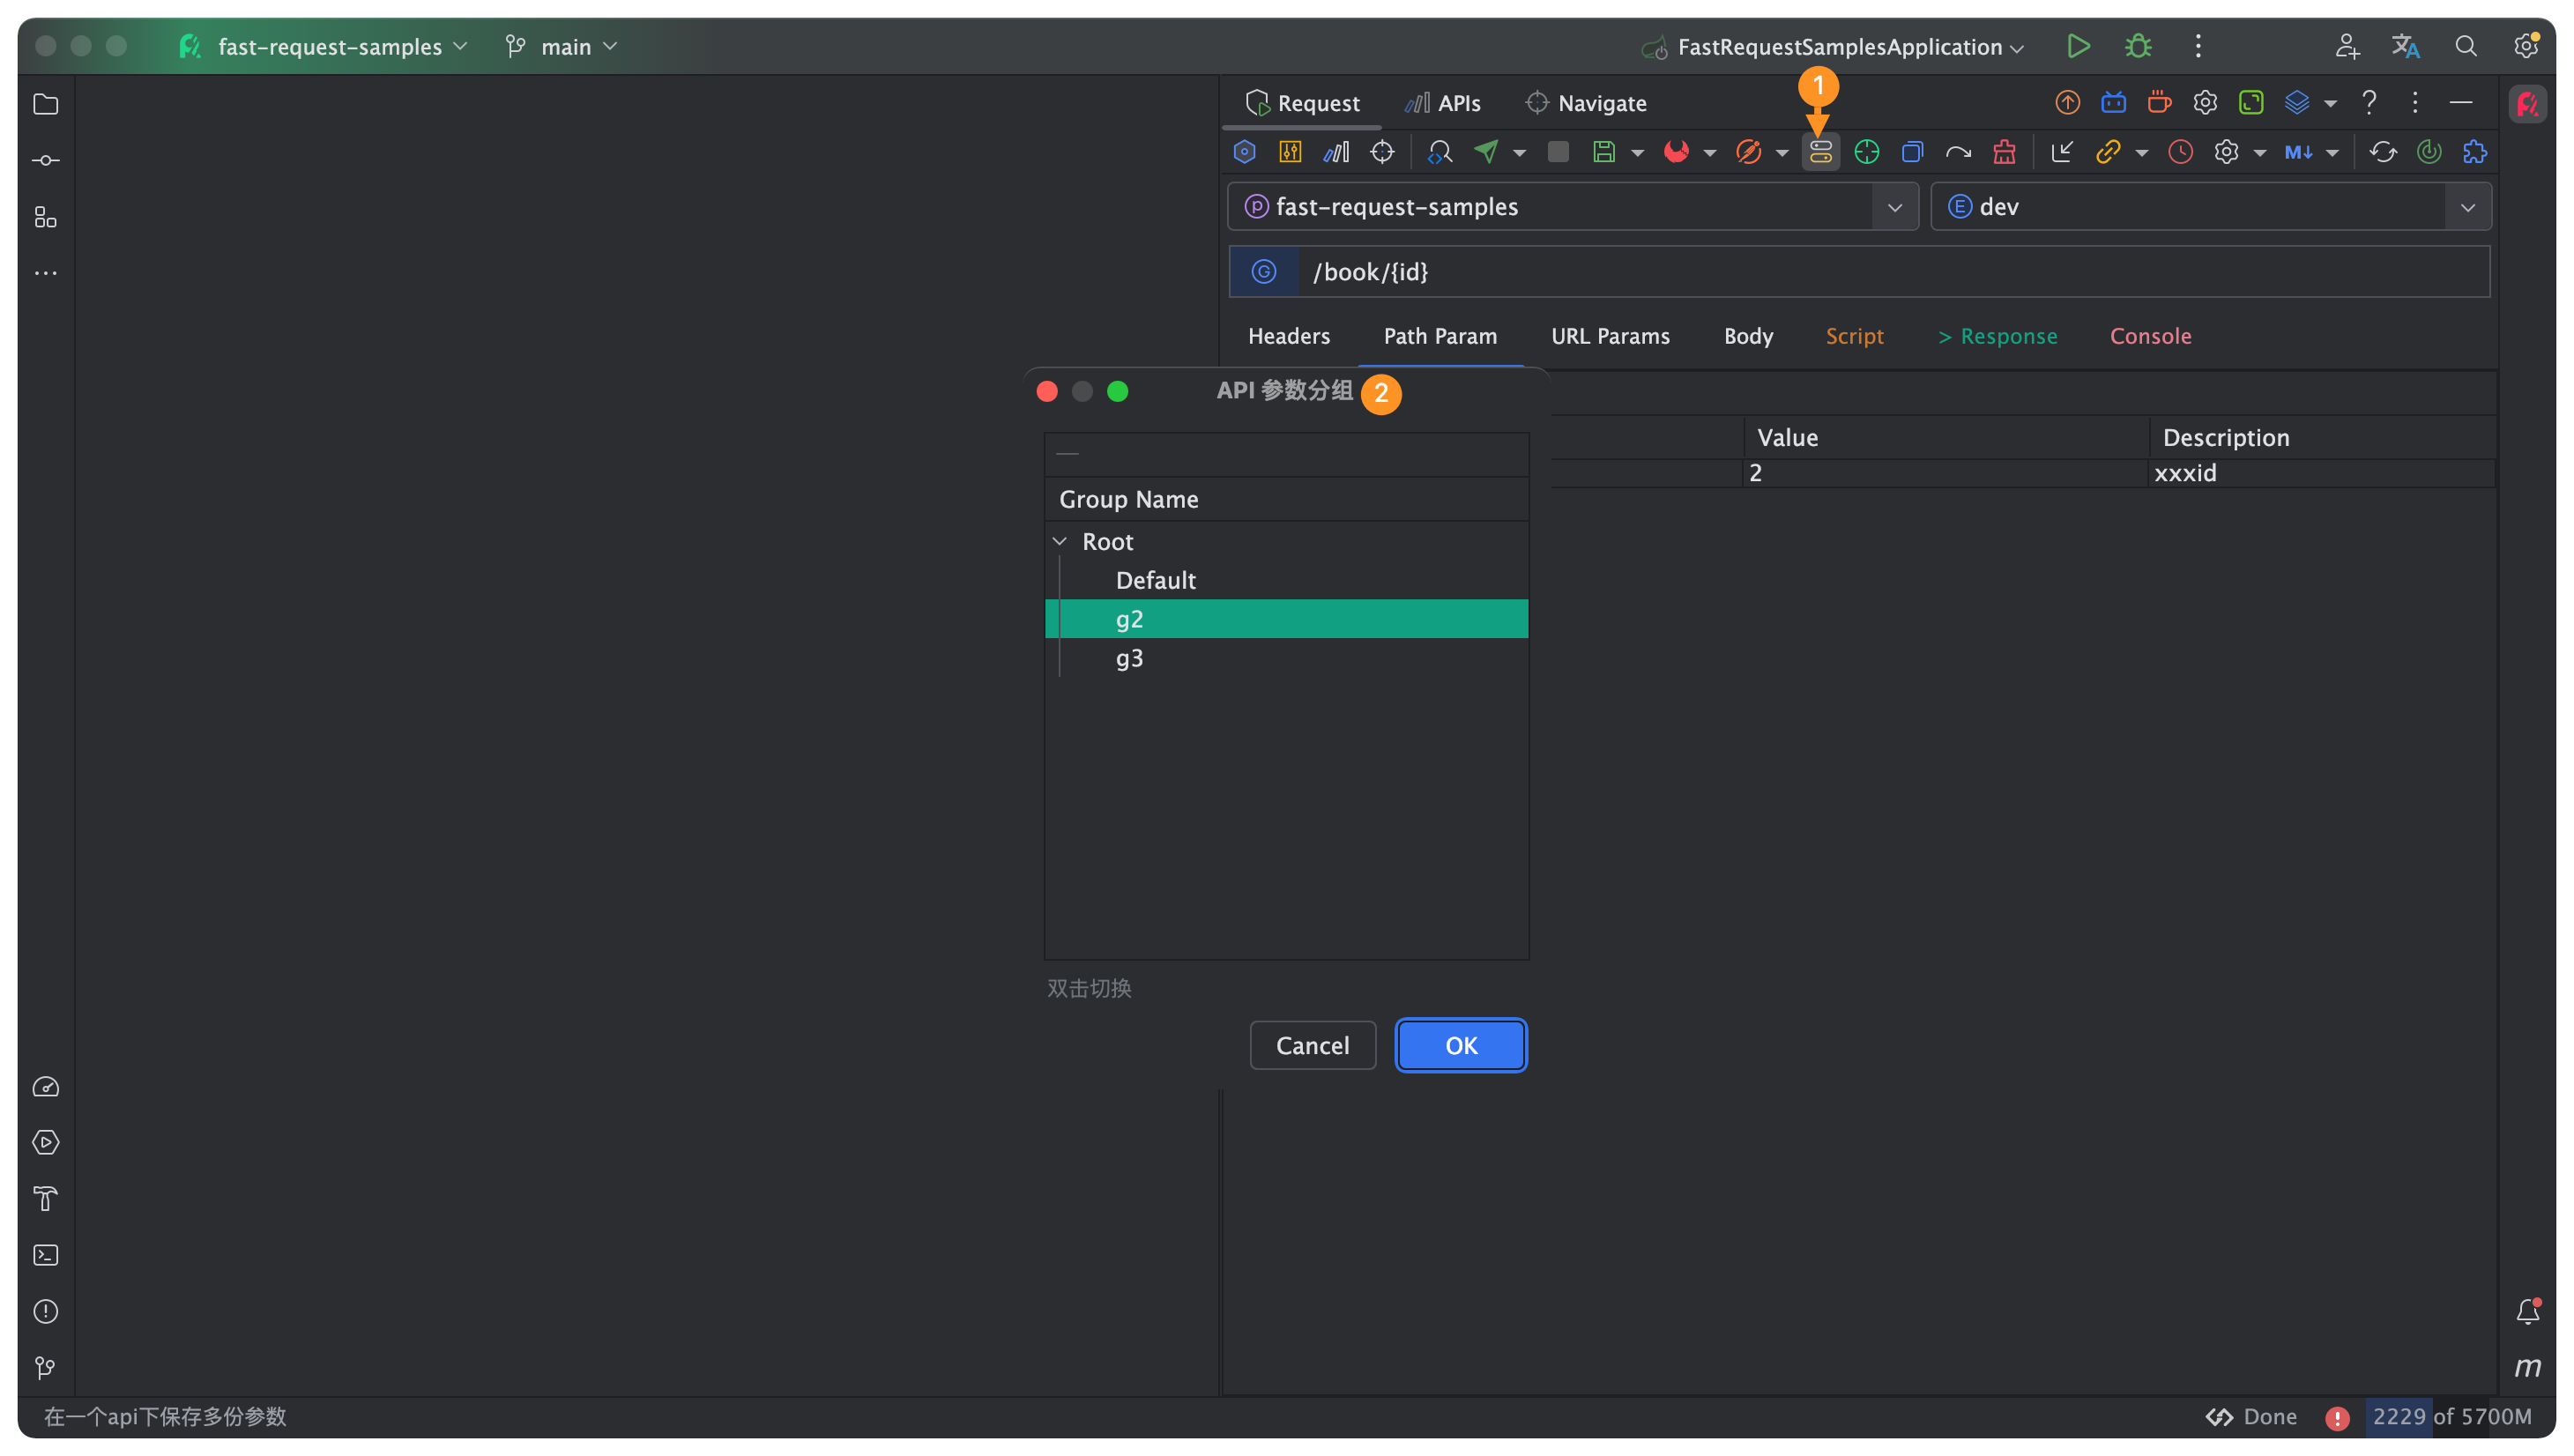 fast-request-samples main FastRequestSamplesApplication
Request APIs Navigate
1
M↓
P fast-request-samples E dev
G /book/{id}
Headers Path Param URL Params Body Script > Response Console
API 参数分组 2
Value Description
2 xxxid
Group Name
Root
Default
g2
g3
双击切换
Cancel OK
m
在一个api下保存多份参数 Done 2229 of 5700M